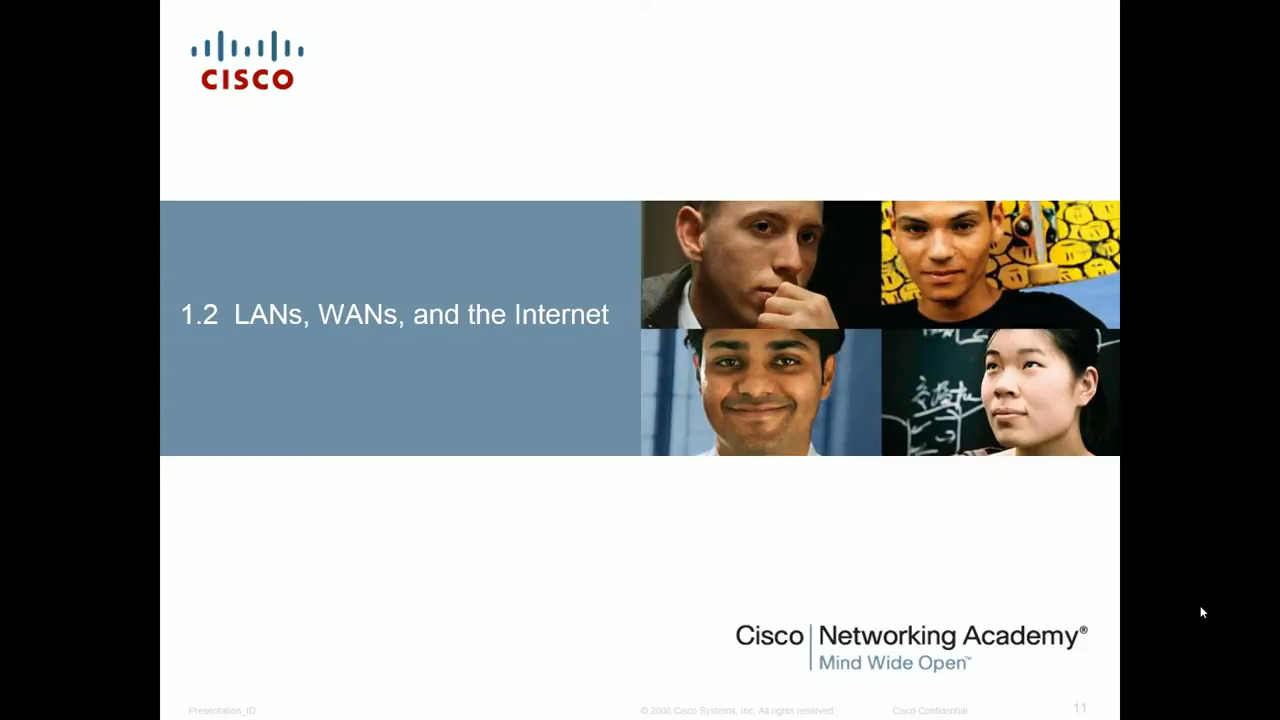 CISCO
1.2 LANs, WANs, and the Internet
Cisco Networking Academy®
Mind Wide Open™
Presentation_ID
© 2008 Cisco Systems, Inc. All rights reserved.
Cisco Confidential
11